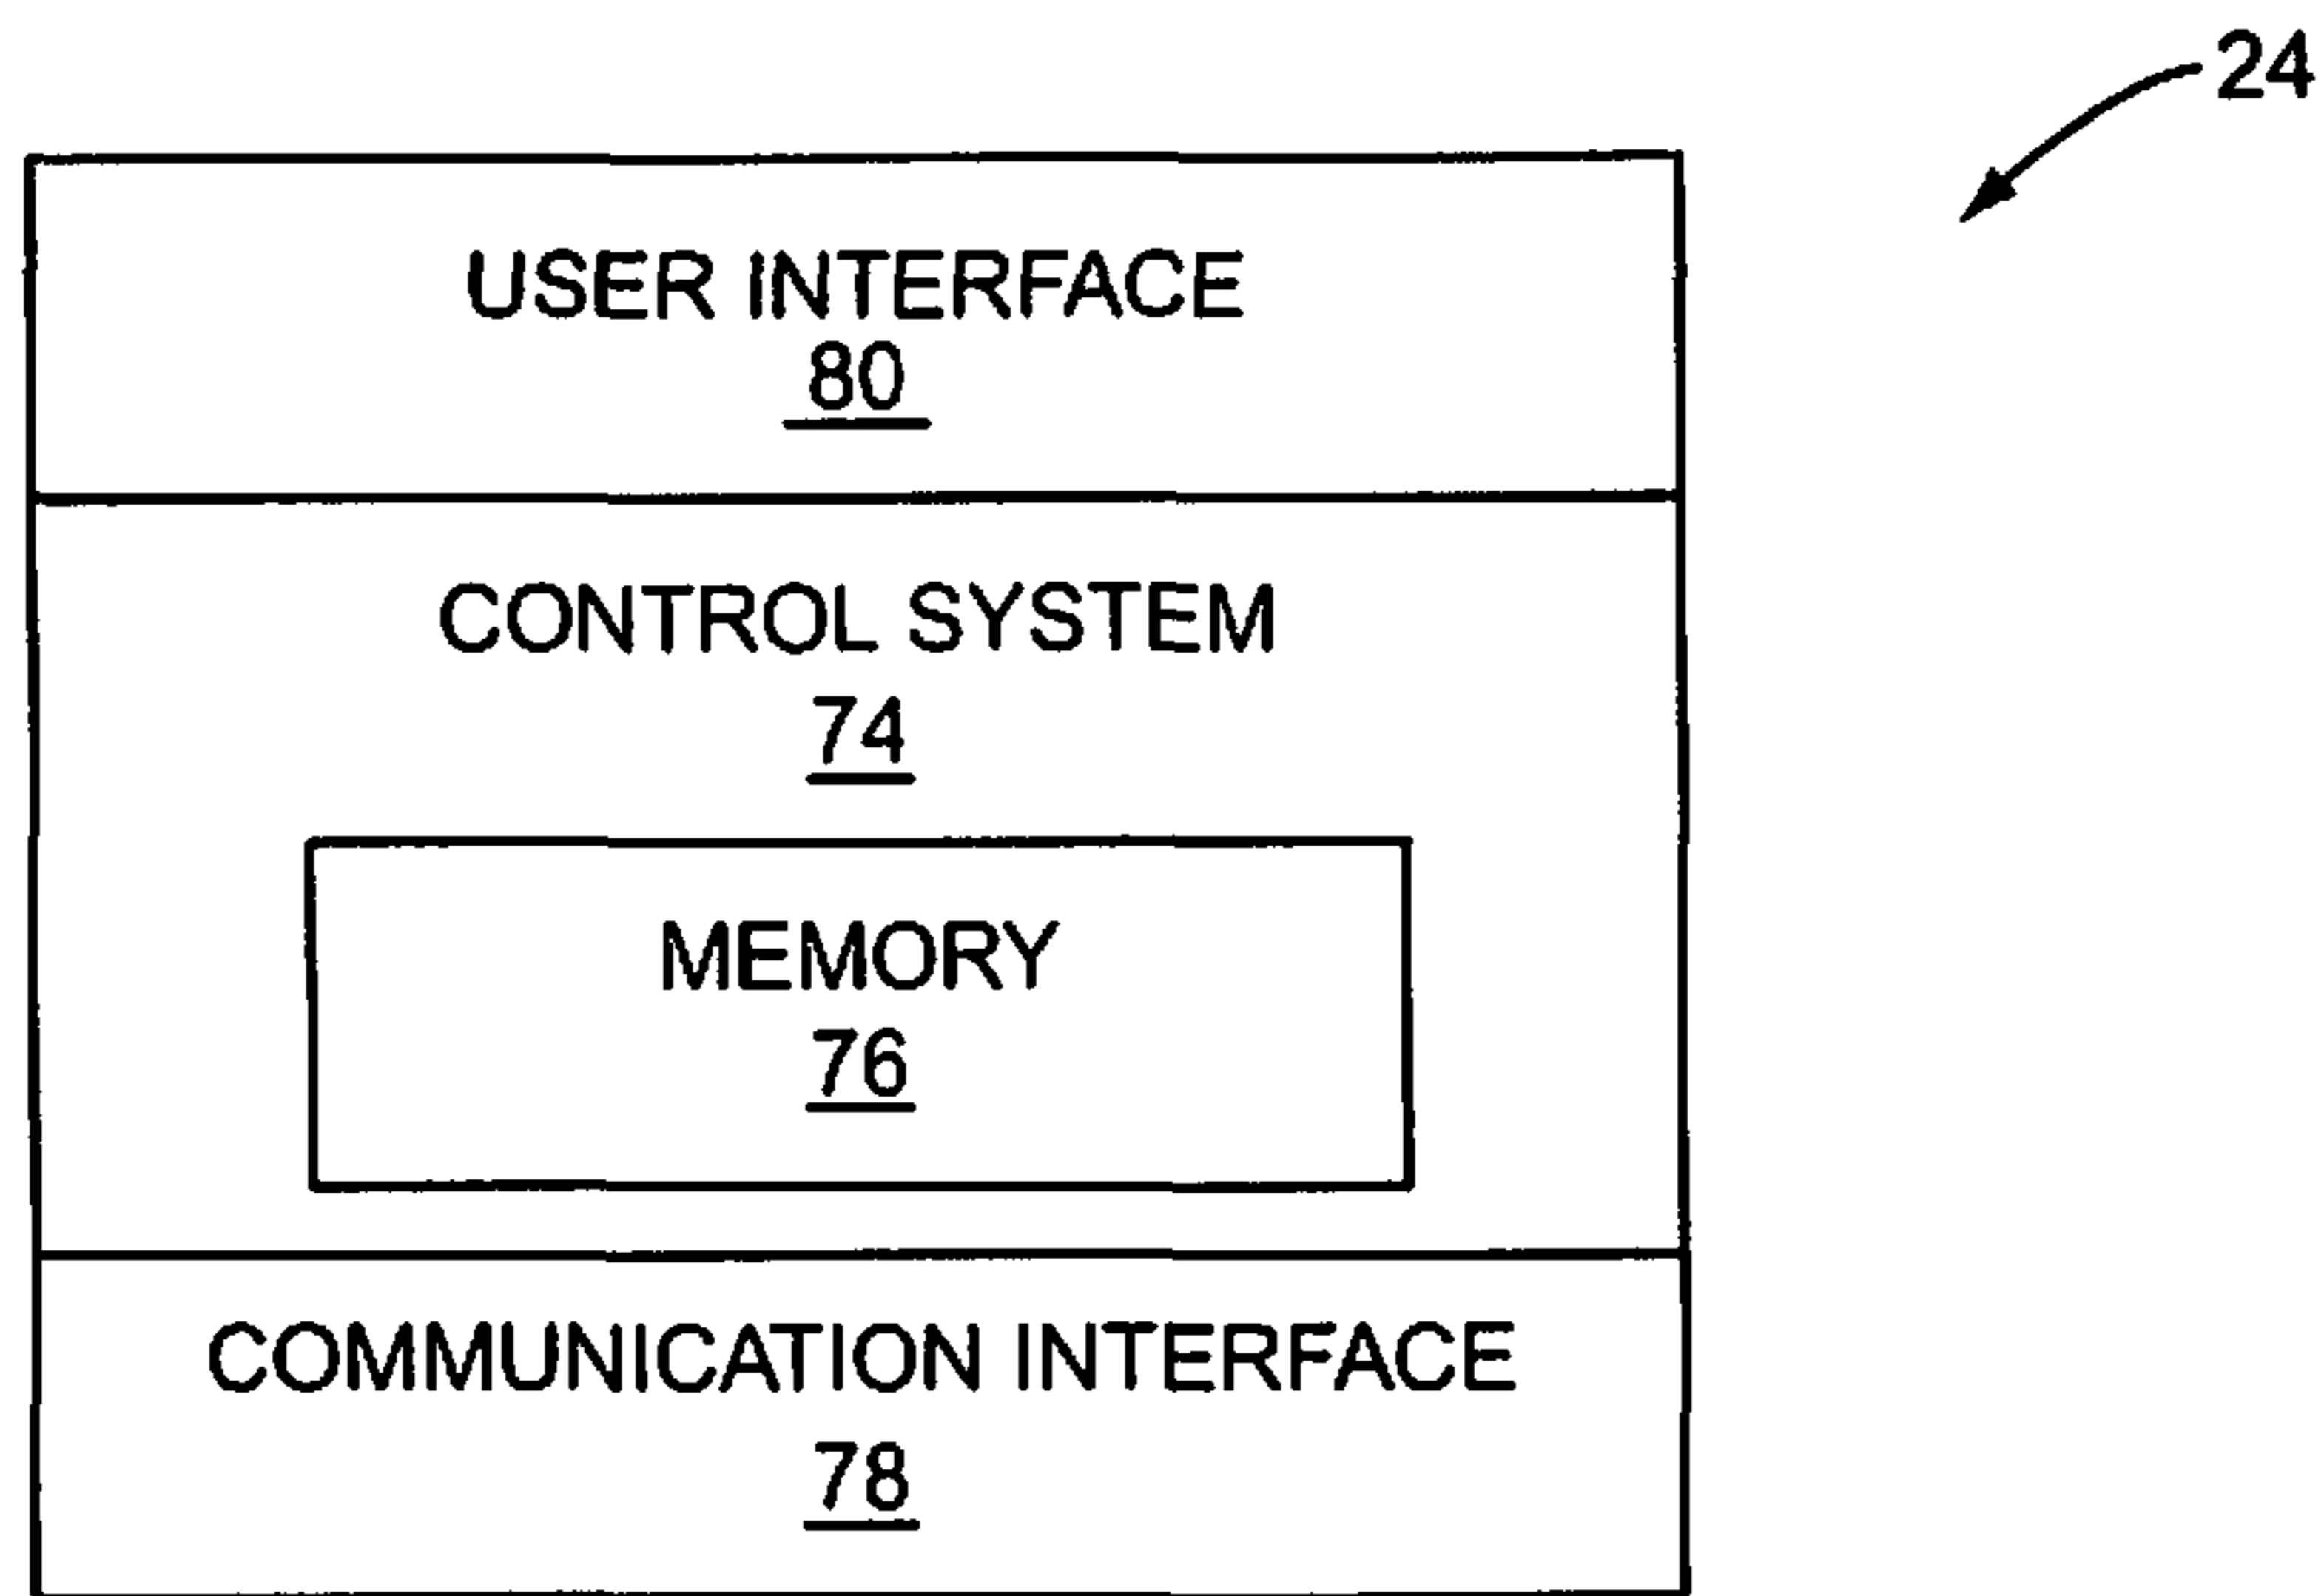 24
USER INTERFACE
80
CONTROL SYSTEM
74
MEMORY
76
COMMUNICATION INTERFACE
78